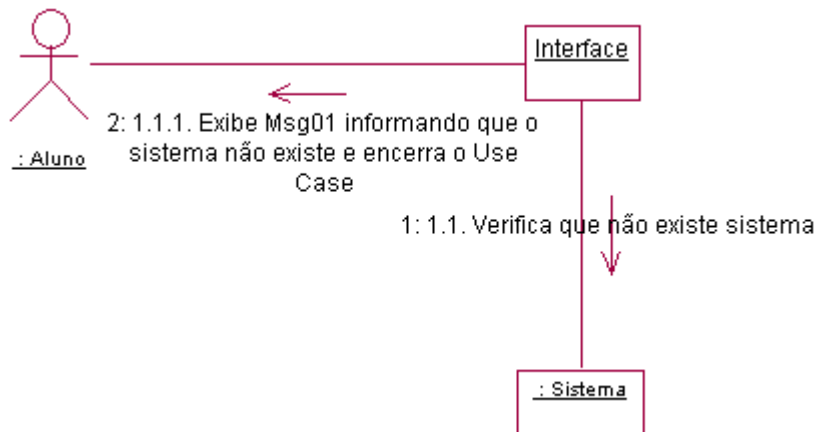 Interface
2: 1.1.1. Exibe Msg01 informando que o
sistema não existe e encerra o Use
Case
: Aluno
1: 1.1. Verifica que não existe sistema
: Sistema